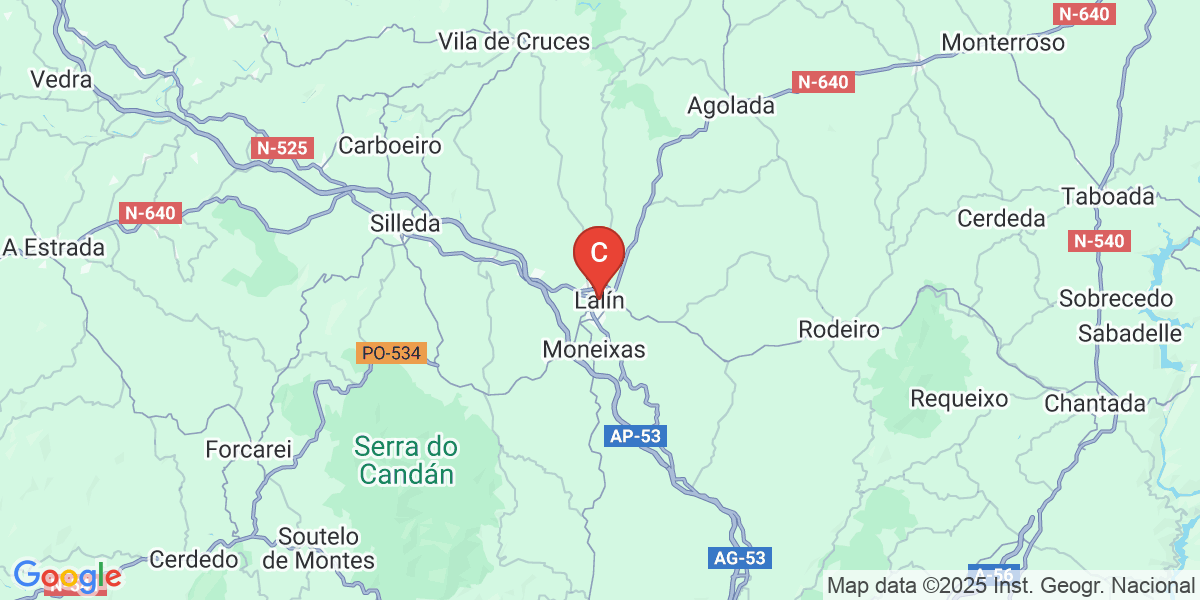 N-640
Vila de Cruces
Monterroso
Vedra
N-640
Agolada
N-525
Carboeiro
Taboada
N-640
Silleda
Cerdeda
A Estrada
N-540
C
Lalín
Sobrecedo
Rodeiro
Sabadelle
Moneixas
PO-534
Requeixo
Chantada
AP-53
Forcarei
Serra do
Candán
Soutelo
de Montes
Cerdedo
AG-53
A-56
Google
Map data ©2025 Inst. Geogr. Nacional